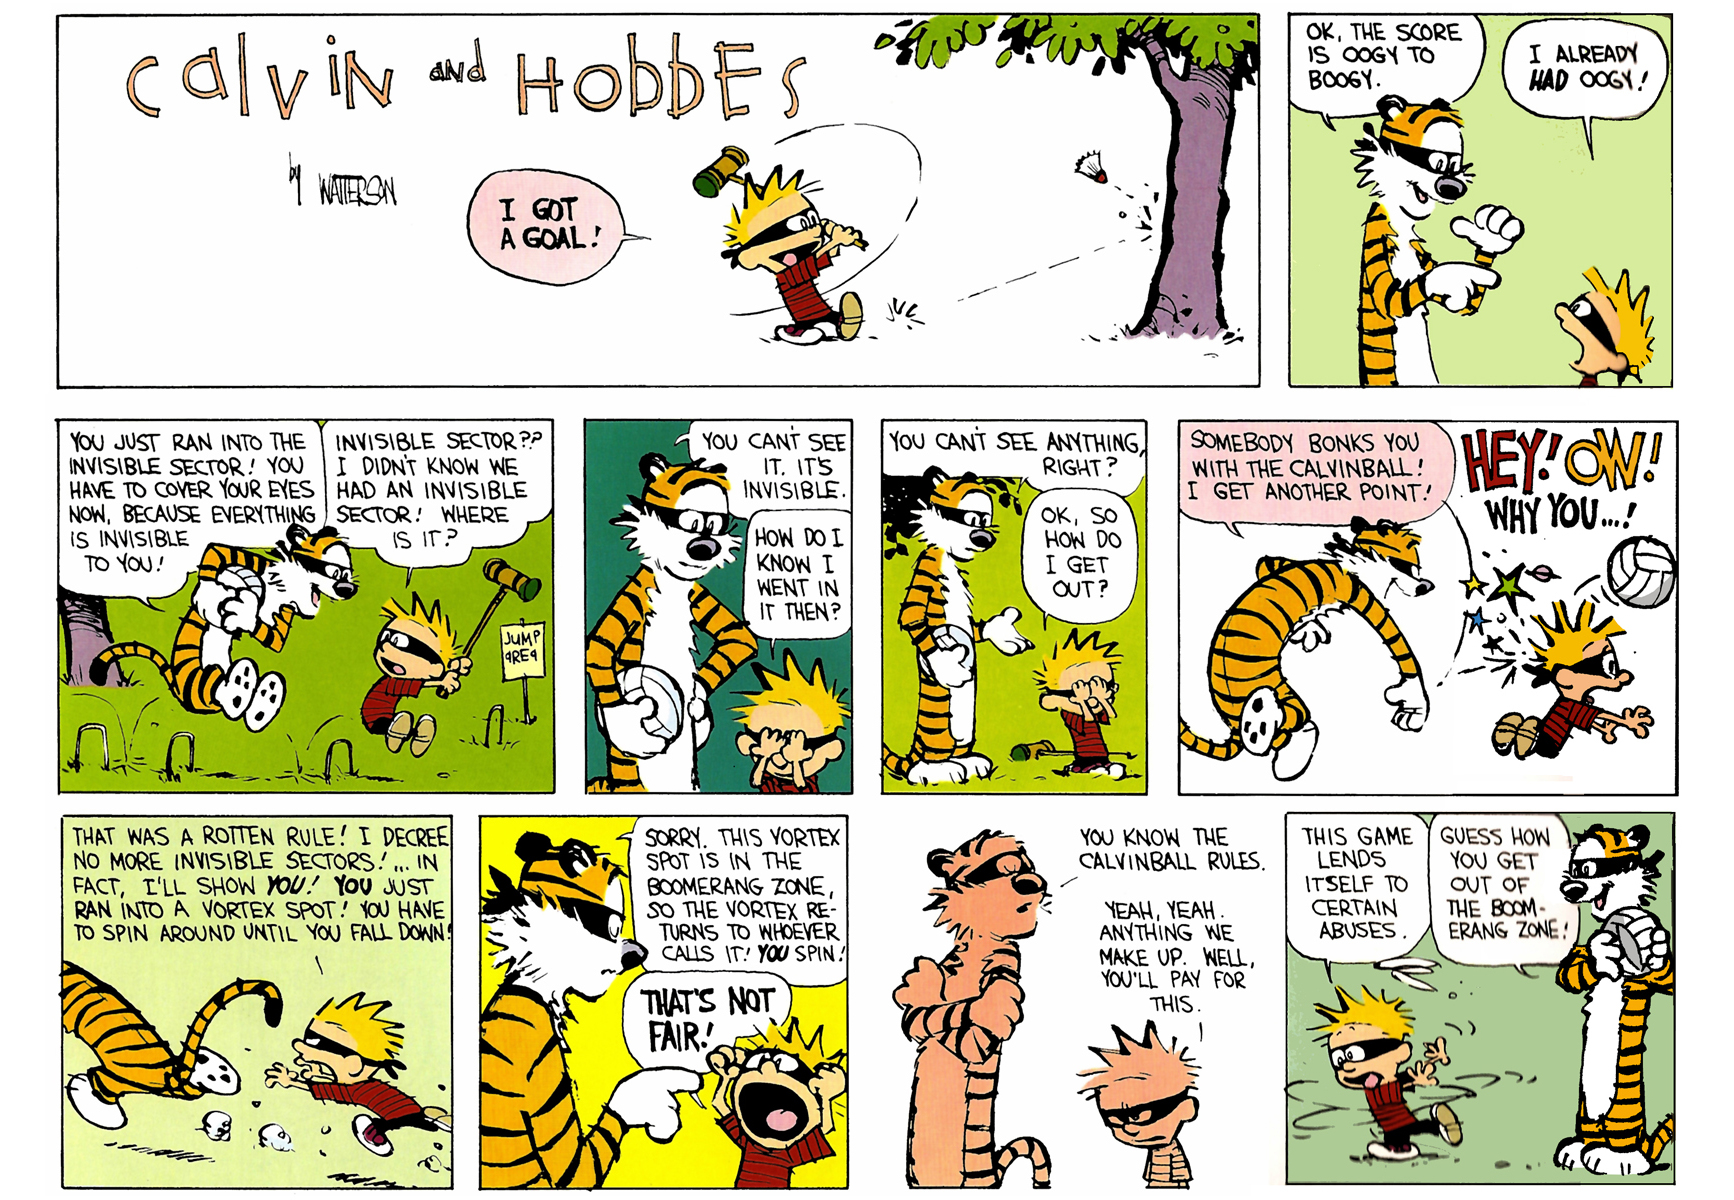 CalviN and HobbEs
by WATTERSON
I GOT
A GOAL!
OK, THE SCORE
IS OOGY TO
BOOGY.
I ALREADY
HAD OOGY!
YOU JUST RAN INTO THE
INVISIBLE SECTOR! YOU
HAVE TO COVER YOUR EYES
NOW, BECAUSE EVERYTHING
IS INVISIBLE
TO YOU!
INVISIBLE SECTOR??
I DIDN'T KNOW WE
HAD AN INVISIBLE
SECTOR! WHERE
IS IT?
JUMP
AREA
YOU CAN'T SEE
IT. IT'S
INVISIBLE.
HOW DO I
KNOW I
WENT IN
IT THEN?
YOU CAN'T SEE ANYTHING,
RIGHT?
OK, SO
HOW DO
I GET
OUT?
SOMEBODY BONKS YOU
WITH THE CALVINBALL!
I GET ANOTHER POINT!
HEY! OW!
WHY YOU...!
THAT WAS A ROTTEN RULE! I DECREE
NO MORE INVISIBLE SECTORS!... IN
FACT, I'LL SHOW YOU! YOU JUST
RAN INTO A VORTEX SPOT! YOU HAVE
TO SPIN AROUND UNTIL YOU FALL DOWN!
SORRY. THIS VORTEX
SPOT IS IN THE
BOOMERANG ZONE,
SO THE VORTEX RE-
TURNS TO WHOEVER
CALLS IT! YOU SPIN!
THAT'S NOT
FAIR!
YOU KNOW THE
CALVINBALL RULES.
YEAH, YEAH.
ANYTHING WE
MAKE UP. WELL,
YOU'LL PAY FOR
THIS.
THIS GAME
LENDS
ITSELF TO
CERTAIN
ABUSES.
GUESS HOW
YOU GET
OUT OF
THE BOOM-
ERANG ZONE!